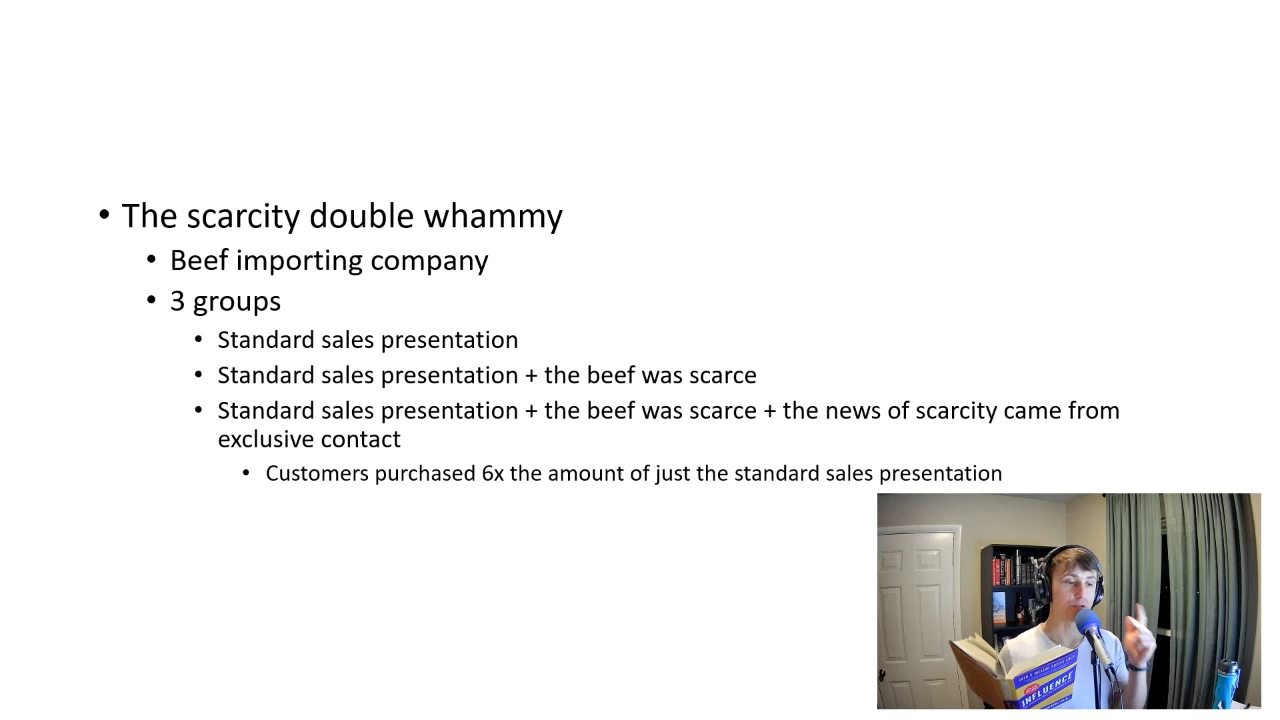 • The scarcity double whammy
• Beef importing company
• 3 groups
• Standard sales presentation
• Standard sales presentation + the beef was scarce
• Standard sales presentation + the beef was scarce + the news of scarcity came from
exclusive contact
• Customers purchased 6x the amount of just the standard sales presentation
INFLUENCE